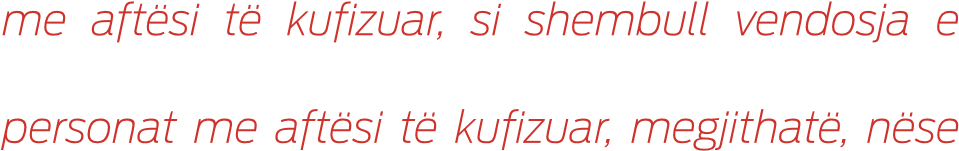 me aftësi të kufizuar, si shembull vendosja e
personat me aftësi të kufizuar, megjithatë, nëse